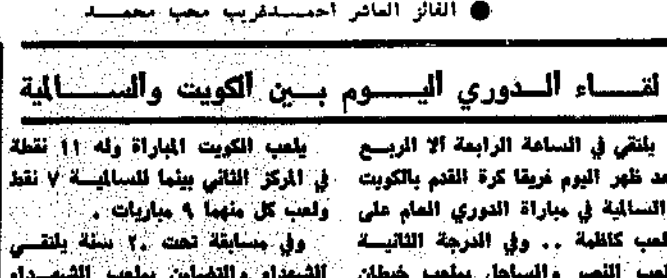 ● الفائز العاشر احمد غريب محب محمد
لقاء الدوري اليوم بين الكويت والسالمية
يلتقي في الساعة الرابعة الا الربع
بعد ظهر اليوم فريقا كرة القدم بالكويت
والسالمية في مباراة الدوري العام على
ملعب كاظمة .. وفي الدرجة الثانية
يلعب النصر والساحل بملعب خيطان
يلعب الكويت المباراة وله ١١ نقطة
في المركز الثاني بينما للسالمية ٧ نقط
ولعب كل منهما ٩ مباريات .
وفي مسابقة تحت ٢٠ سنة يلتقي
الشهداء والتضامن بملعب الشهداء